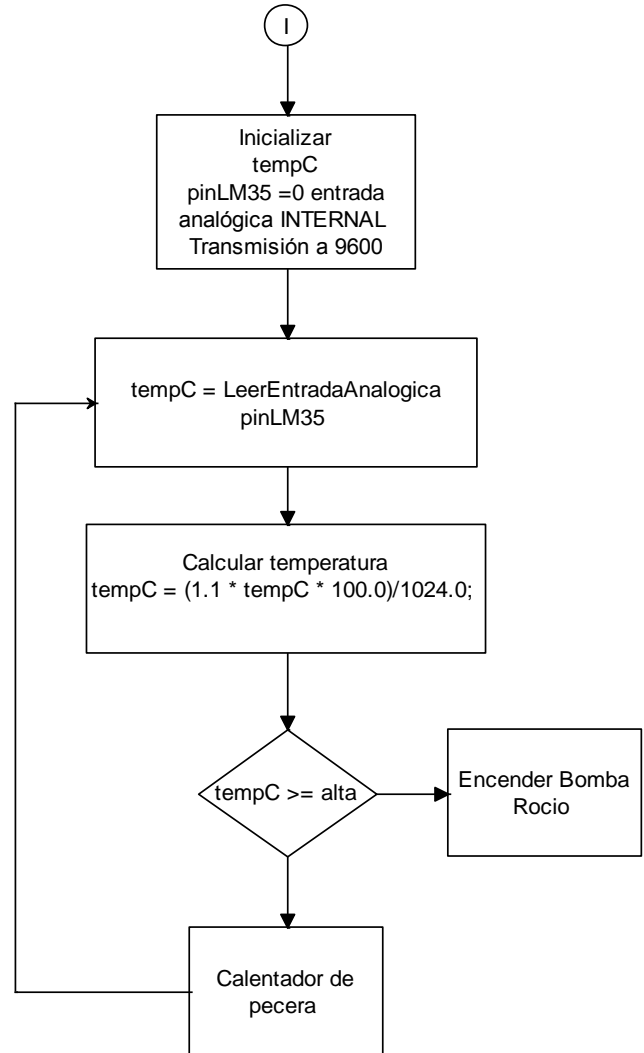 I
Inicializar
tempC
pinLM35 =0 entrada
analógica INTERNAL
Transmisión a 9600
tempC = LeerEntradaAnalogica
pinLM35
Calcular temperatura
tempC = (1.1 * tempC * 100.0)/1024.0;
tempC >= alta
Encender Bomba
Rocio
Calentador de
pecera